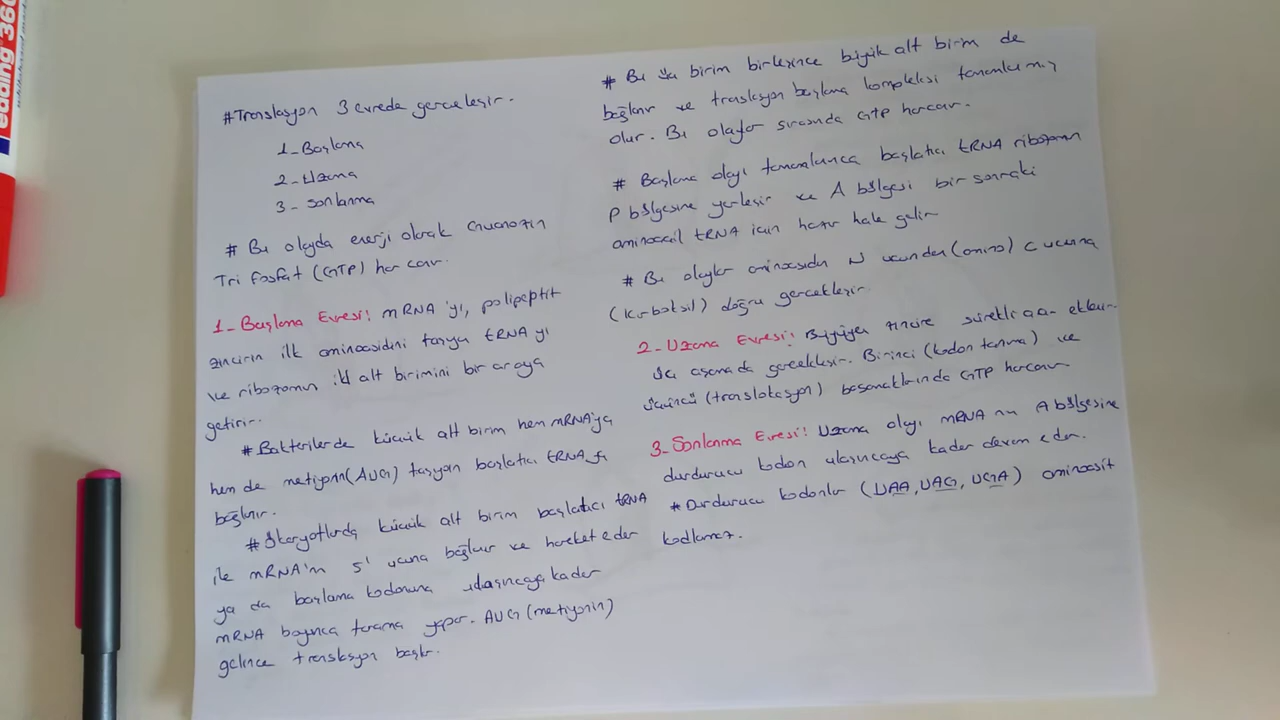 edding 360
#Translasyon 3 evrede gerçekleşir.
1-Başlama
2-Uzama
3- Sonlanma
# Bu olayda enerji olarak Guanozin
Tri fosfat (GTP) harcanır.
1- Başlama Evresi: mRNA'yı, polipeptit
zincirin ilk aminoasidini taşıyan tRNA'yı
ve ribozomun iki alt birimini bir araya
getirir.
# Bakterilerde küçük alt birim hem mRNA'ya
hem de metiyonin(AUG) taşıyan başlatıcı tRNA'ya
bağlanır.
# Ökaryotlarda küçük alt birim başlatıcı tRNA
ile mRNA'nın 5' ucuna bağlanır ve hareket eder
ya da başlama kodonuna ulaşıncaya kadar
mRNA boyunca tarama yapar. AUG (metiyonin)
gelince translasyon başlar.
# Bu iki birim birleşince büyük alt birim de
bağlanır ve translasyon başlama kompleksi tamamlanmış
olur. Bu olaylar sırasında GTP harcanır.
# Başlama olayı tamamlanınca başlatıcı tRNA ribozomun
P bölgesine yerleşir ve A bölgesi bir sonraki
aminoaçil tRNA için hazır hale gelir
# Bu olaylar aminoasidin N ucundan (amino) C ucuna
(karboksil) doğru gerçekleşir
2- Uzama Evresi: Büyüyen zincire sürekli a.a. eklenir
üç aşamada gerçekleşir. Birinci (kodon tanıma) ve
üçüncü (translokasyon) basamaklarında GTP harcanır
3- Sonlanma Evresi: Uzama olayı mRNA'nın A bölgesine
durdurucu kodon ulaşıncaya kadar devam eder.
# Durdurucu kodonlar (UAA, UAG, UGA) aminoasit
kodlamaz.